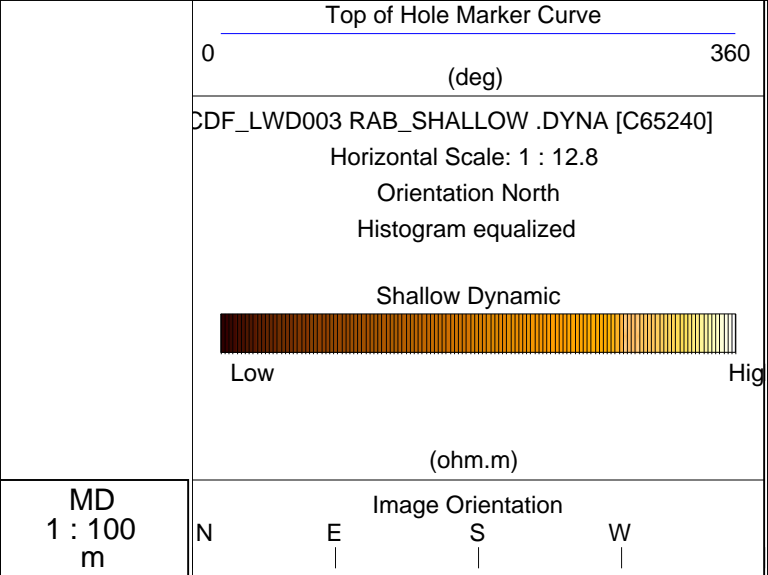 Top of Hole Marker Curve
0 360
(deg)
CDF_LWD003 RAB_SHALLOW .DYNA [C65240]
Horizontal Scale: 1 : 12.8
Orientation North
Histogram equalized
Shallow Dynamic
Low Hig
(ohm.m)
MD
1 : 100
m
Image Orientation
N E S W